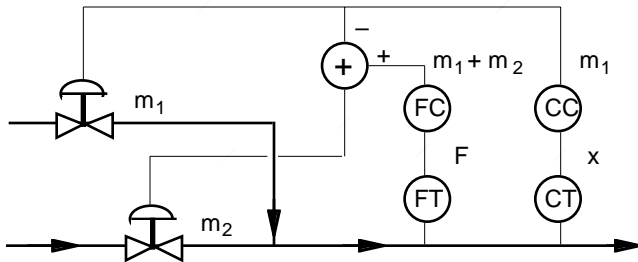 −
+ m1 + m2 m1
+
m1 FC CC
F x
m2 FT CT